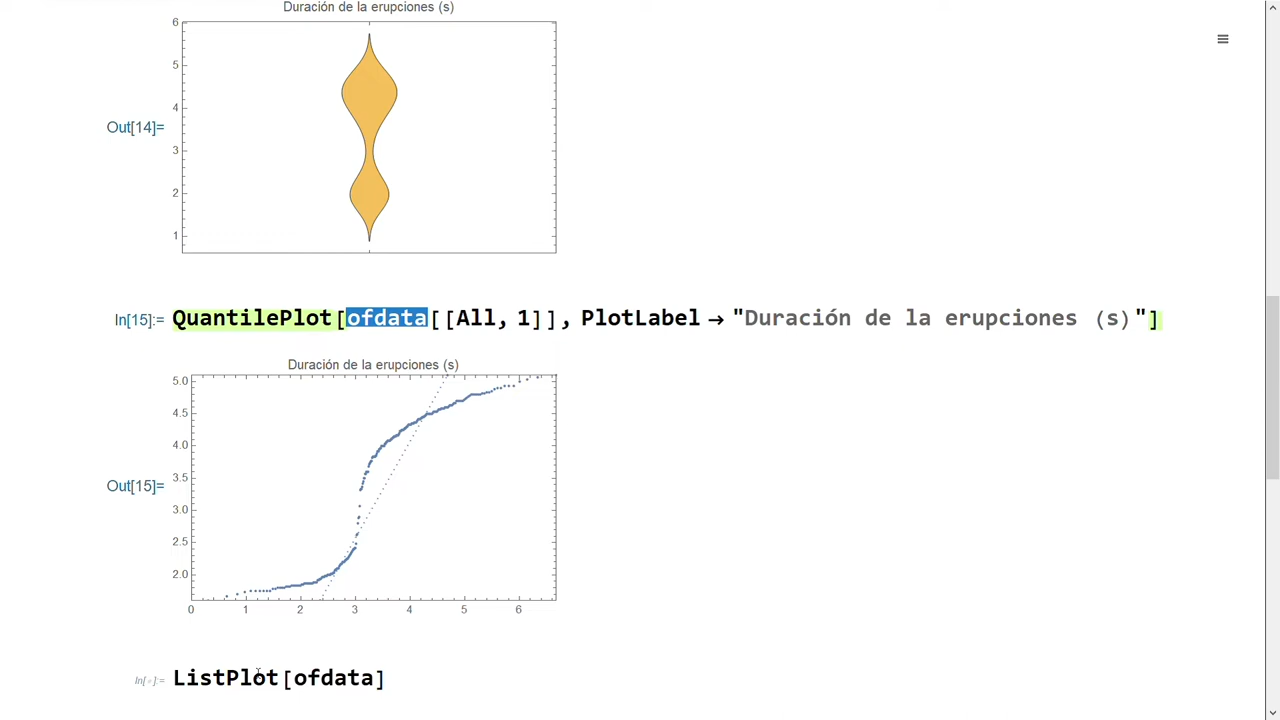 Duración de la erupciones (s)
6
5
Out[14]=
4
3
2
1
In[15]:= QuantilePlot[ofdata[[All, 1]], PlotLabel → "Duración de la erupciones (s)"]
Duración de la erupciones (s)
5.0
4.5
4.0
3.5
Out[15]=
3.0
2.5
2.0
0 1 2 3 4 5 6
In[◦]:= ListPlot[ofdata]